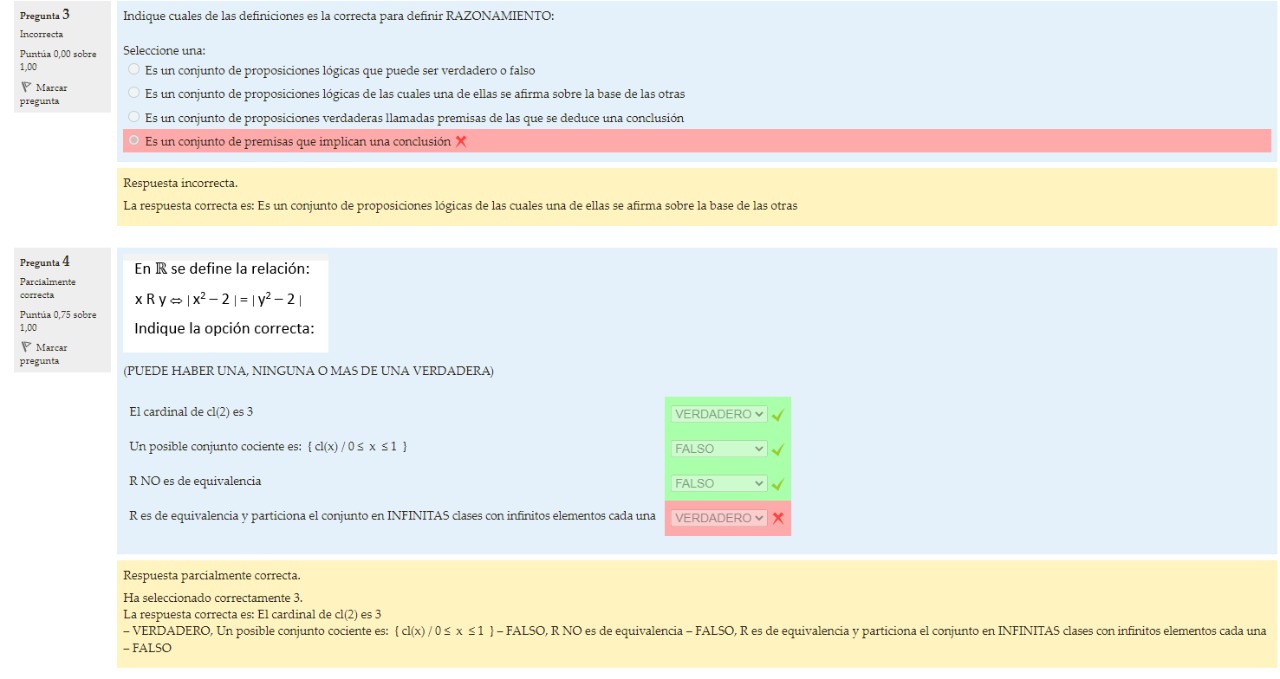 Pregunta 3
Incorrecta
Puntúa 0,00 sobre
1,00
Marcar
pregunta
Indique cuales de las definiciones es la correcta para definir RAZONAMIENTO:
Seleccione una:
Es un conjunto de proposiciones lógicas que puede ser verdadero o falso
Es un conjunto de proposiciones lógicas de las cuales una de ellas se afirma sobre la base de las otras
Es un conjunto de proposiciones verdaderas llamadas premisas de las que se deduce una conclusión
Es un conjunto de premisas que implican una conclusión
Respuesta incorrecta.
La respuesta correcta es: Es un conjunto de proposiciones lógicas de las cuales una de ellas se afirma sobre la base de las otras
Pregunta 4
Parcialmente
correcta
Puntúa 0,75 sobre
1,00
Marcar
pregunta
En ℝ se define la relación:
x R y ⇔ | x² – 2 | = | y² – 2 |
Indique la opción correcta:
(PUEDE HABER UNA, NINGUNA O MAS DE UNA VERDADERA)
El cardinal de cl(2) es 3 VERDADERO
Un posible conjunto cociente es: { cl(x) / 0 ≤ x ≤ 1 } FALSO
R NO es de equivalencia FALSO
R es de equivalencia y particiona el conjunto en INFINITAS clases con infinitos elementos cada una VERDADERO
Respuesta parcialmente correcta.
Ha seleccionado correctamente 3.
La respuesta correcta es: El cardinal de cl(2) es 3
– VERDADERO, Un posible conjunto cociente es: { cl(x) / 0 ≤ x ≤ 1 } – FALSO, R NO es de equivalencia – FALSO, R es de equivalencia y particiona el conjunto en INFINITAS clases con infinitos elementos cada una
– FALSO